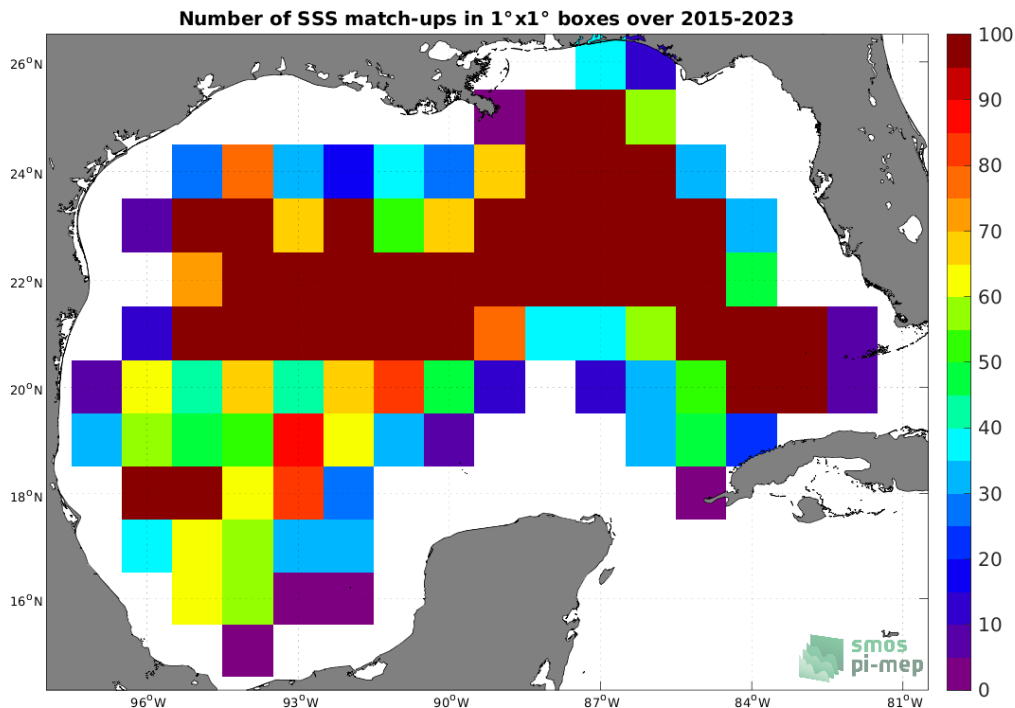 Number of SSS match-ups in 1°x1° boxes over 2015-2023
26°N
24°N
22°N
20°N
18°N
16°N
96°W
93°W
90°W
87°W
84°W
81°W
100
90
80
70
60
50
40
30
20
10
0
smos
pi-mep